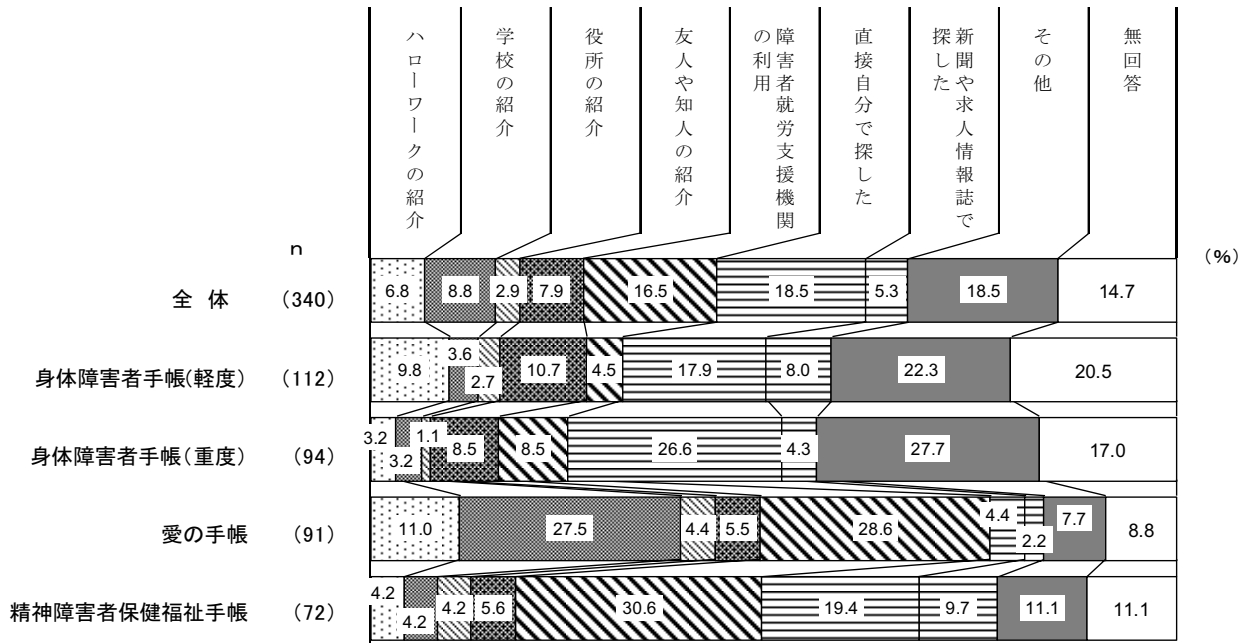 ハローワークの紹介
学校の紹介
役所の紹介
友人や知人の紹介
障害者就労支援機関
の利用
直接自分で探した
新聞や求人情報誌で
探した
その他
無回答
n
(%)
全 体 (340) 6.8 8.8 2.9 7.9 16.5 18.5 5.3 18.5 14.7
身体障害者手帳(軽度) (112) 9.8 3.6 2.7 10.7 4.5 17.9 8.0 22.3 20.5
身体障害者手帳(重度) (94) 3.2 3.2 1.1 8.5 8.5 26.6 4.3 27.7 17.0
愛の手帳 (91) 11.0 27.5 4.4 5.5 28.6 4.4 2.2 7.7 8.8
精神障害者保健福祉手帳 (72) 4.2 4.2 4.2 5.6 30.6 19.4 9.7 11.1 11.1